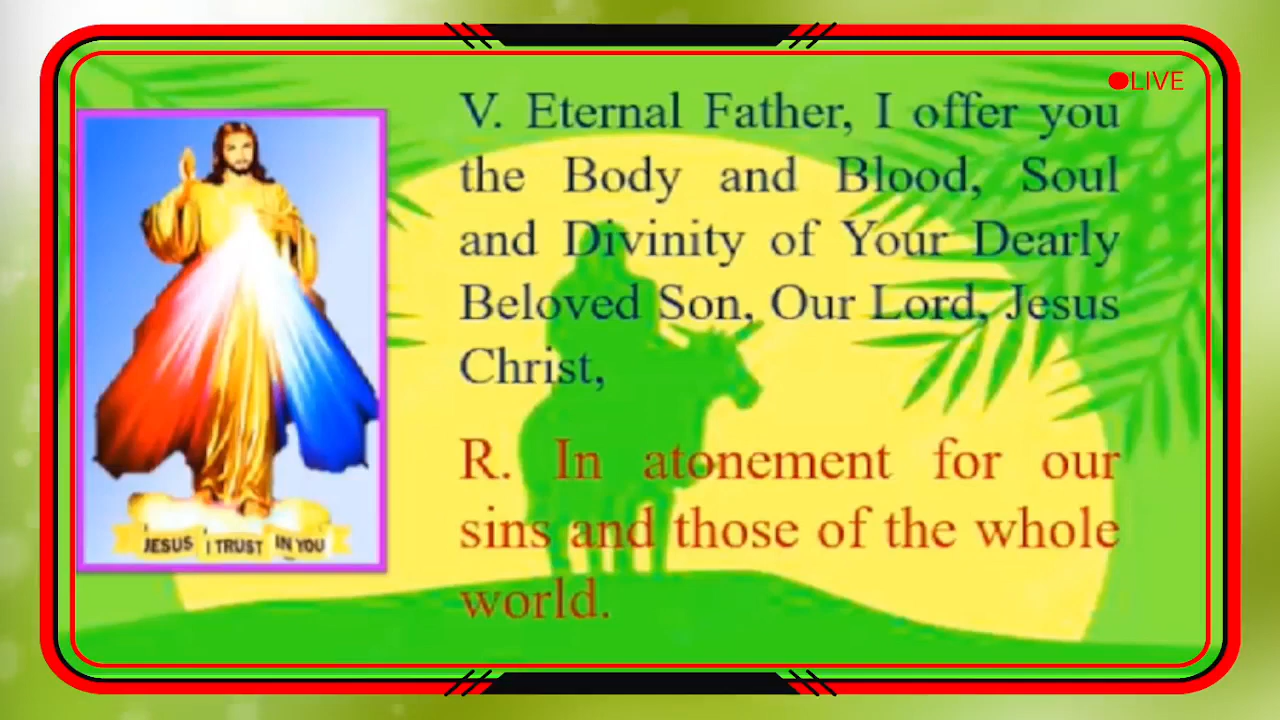 LIVE
V. Eternal Father, I offer you
the Body and Blood, Soul
and Divinity of Your Dearly
Beloved Son, Our Lord, Jesus
Christ,
R. In atonement for our
sins and those of the whole
world.
JESUS I TRUST IN YOU